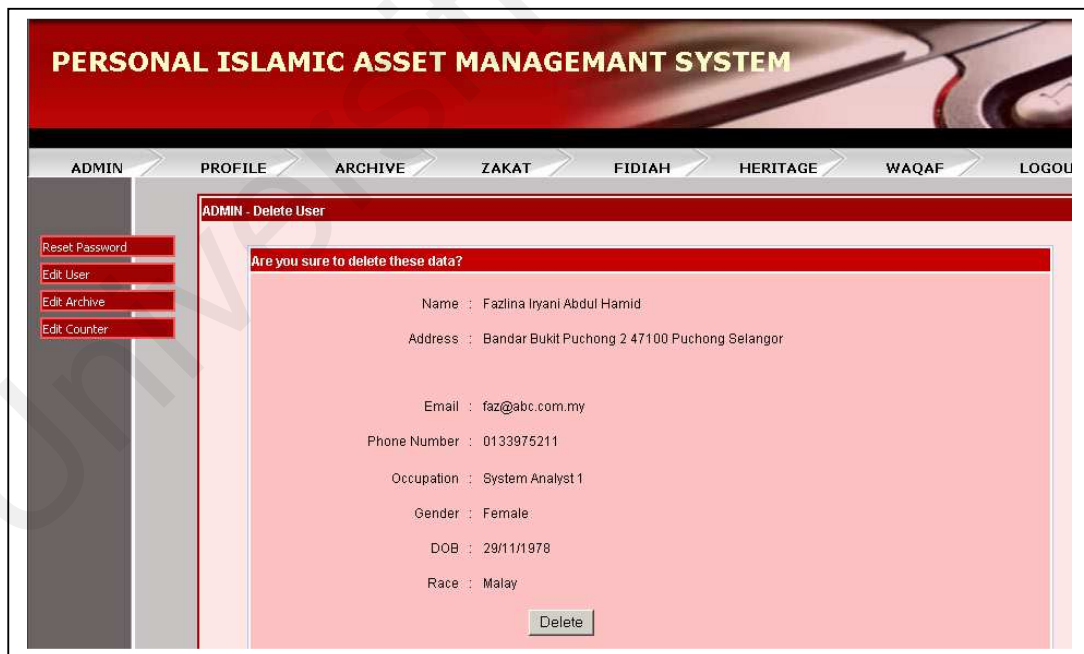 PERSONAL ISLAMIC ASSET MANAGEMANT SYSTEM
ADMIN PROFILE ARCHIVE ZAKAT FIDIAH HERITAGE WAQAF LOGOU
ADMIN - Delete User
Reset Password
Edit User
Edit Archive
Edit Counter
Are you sure to delete these data?
Name : Fazlina Iryani Abdul Hamid
Address : Bandar Bukit Puchong 2 47100 Puchong Selangor
Email : faz@abc.com.my
Phone Number : 0133975211
Occupation : System Analyst 1
Gender : Female
DOB : 29/11/1978
Race : Malay
Delete